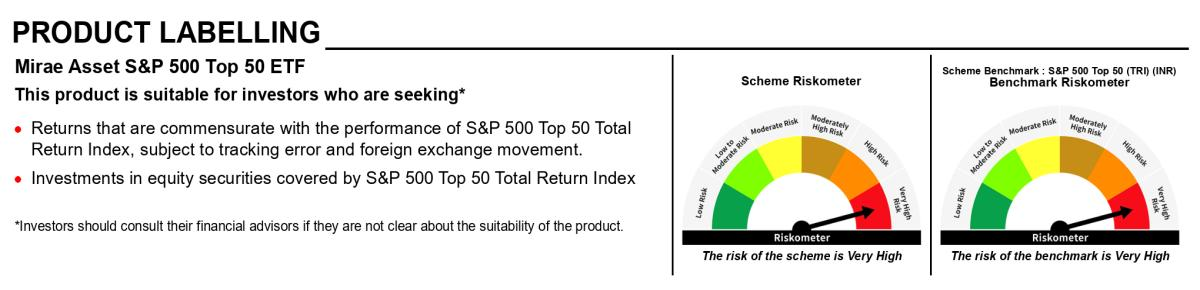 PRODUCT LABELLING
Mirae Asset S&P 500 Top 50 ETF
This product is suitable for investors who are seeking*
• Returns that are commensurate with the performance of S&P 500 Top 50 Total
Return Index, subject to tracking error and foreign exchange movement.
• Investments in equity securities covered by S&P 500 Top 50 Total Return Index
*Investors should consult their financial advisors if they are not clear about the suitability of the product.
Scheme Riskometer
Low Risk
Low to
Moderate Risk
Moderate Risk
Moderately
High Risk
High Risk
Very High
Risk
Riskometer
The risk of the scheme is Very High
Scheme Benchmark : S&P 500 Top 50 (TRI) (INR)
Benchmark Riskometer
Low Risk
Low to
Moderate Risk
Moderate Risk
Moderately
High Risk
High Risk
Very High
Risk
Riskometer
The risk of the benchmark is Very High